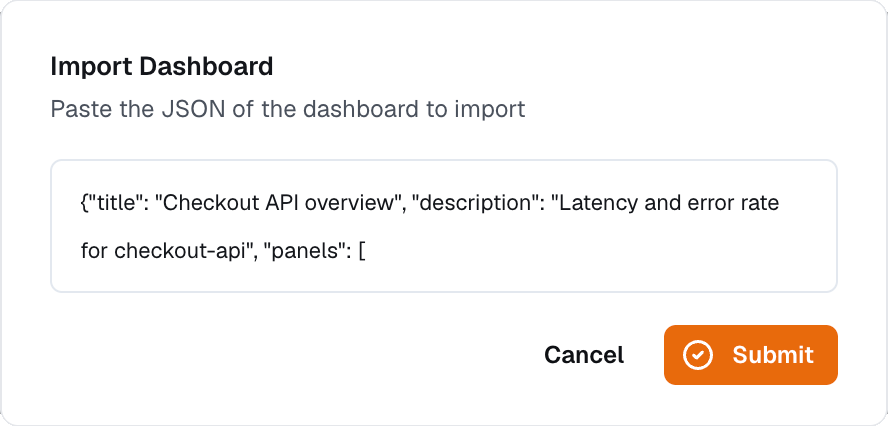 Import Dashboard
Paste the JSON of the dashboard to import
{"title": "Checkout API overview", "description": "Latency and error rate
for checkout-api", "panels": [
Cancel
Submit